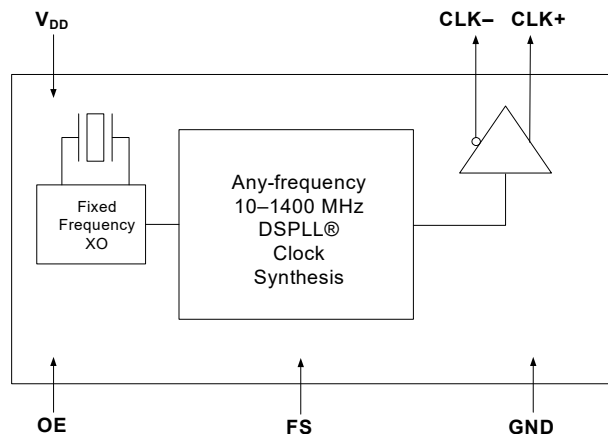 VDD
CLK–
CLK+
Fixed
Frequency
XO
Any-frequency
10–1400 MHz
DSPLL®
Clock
Synthesis
OE
FS
GND